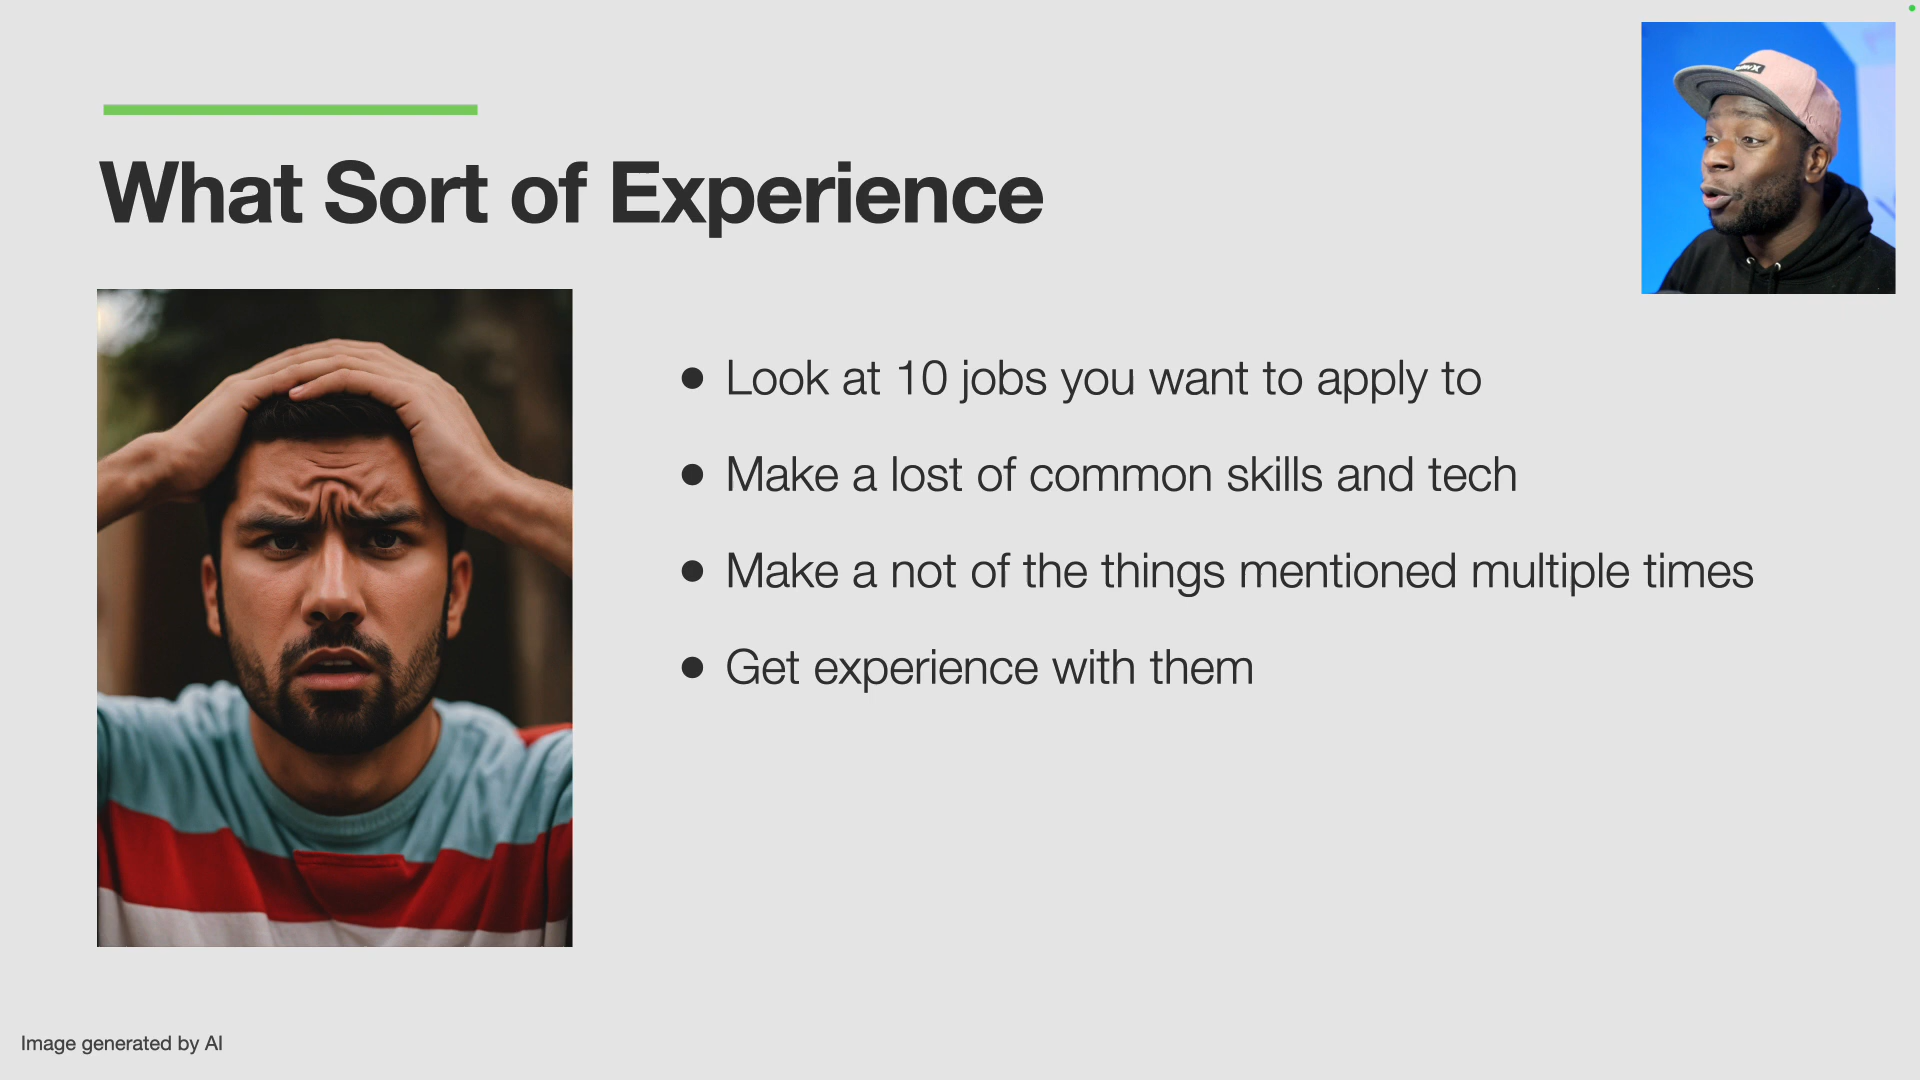 What Sort of Experience
● Look at 10 jobs you want to apply to
● Make a lost of common skills and tech
● Make a not of the things mentioned multiple times
● Get experience with them
Image generated by AI